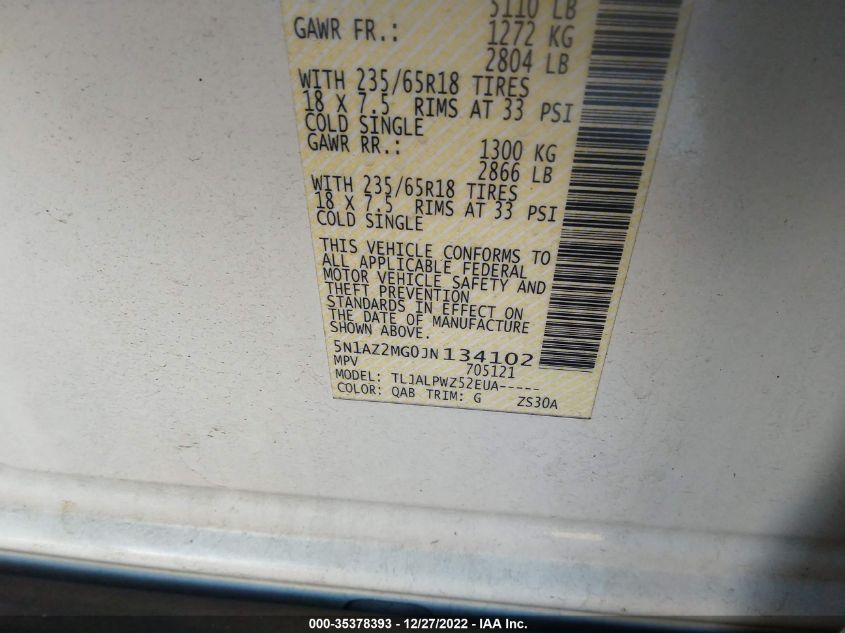 5110 LB
GAWR FR.: 1272 KG
2804 LB
WITH 235/65R18 TIRES
18 X 7.5 RIMS AT 33 PSI
COLD SINGLE
GAWR RR.: 1300 KG
2866 LB
WITH 235/65R18 TIRES
18 X 7.5 RIMS AT 33 PSI
COLD SINGLE
THIS VEHICLE CONFORMS TO
ALL APPLICABLE FEDERAL
MOTOR VEHICLE SAFETY AND
THEFT PREVENTION
STANDARDS IN EFFECT ON
THE DATE OF MANUFACTURE
SHOWN ABOVE.
5N1AZ2MG0JN134102
MPV 705121
MODEL: TLJALPWZ52EUA-----
COLOR: QAB TRIM: G ZS30A
000-35378393 - 12/27/2022 - IAA Inc.